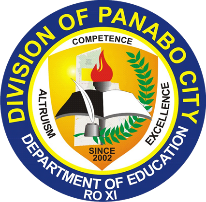 DIVISION OF PANABO CITY
COMPETENCE
ALTRUISM
EXCELLENCE
SINCE
2002
DEPARTMENT OF EDUCATION
RO XI